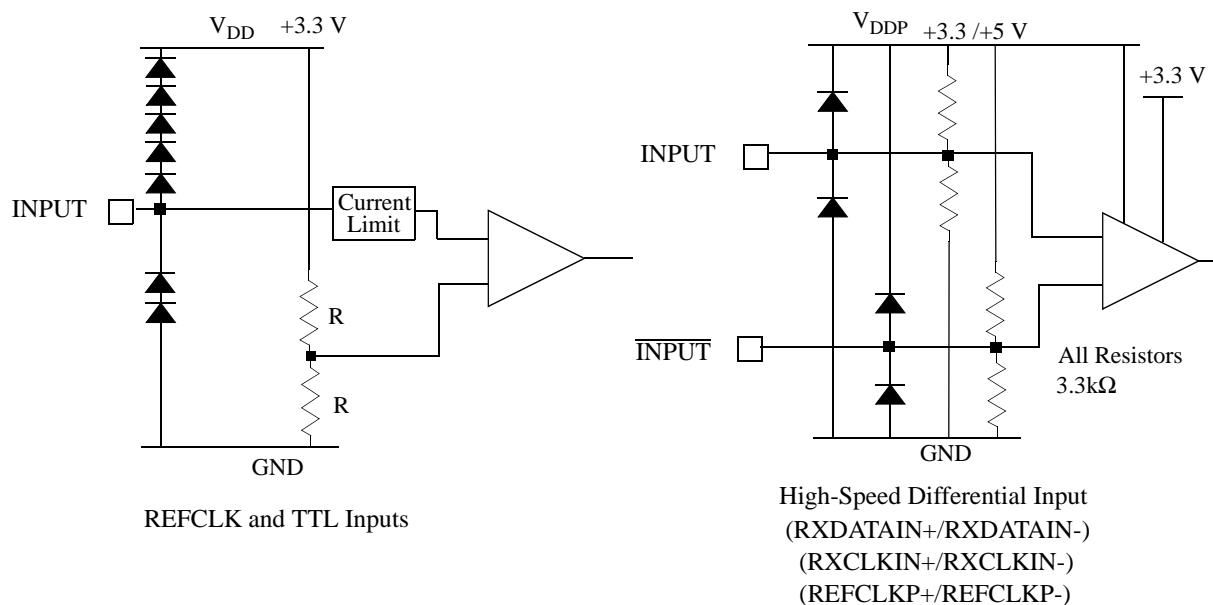 V_DD +3.3 V
INPUT
Current
Limit
R
R
GND
REFCLK and TTL Inputs
V_DDP +3.3 /+5 V
+3.3 V
INPUT
INPUT
All Resistors
3.3kΩ
GND
High-Speed Differential Input
(RXDATAIN+/RXDATAIN-)
(RXCLKIN+/RXCLKIN-)
(REFCLKP+/REFCLKP-)